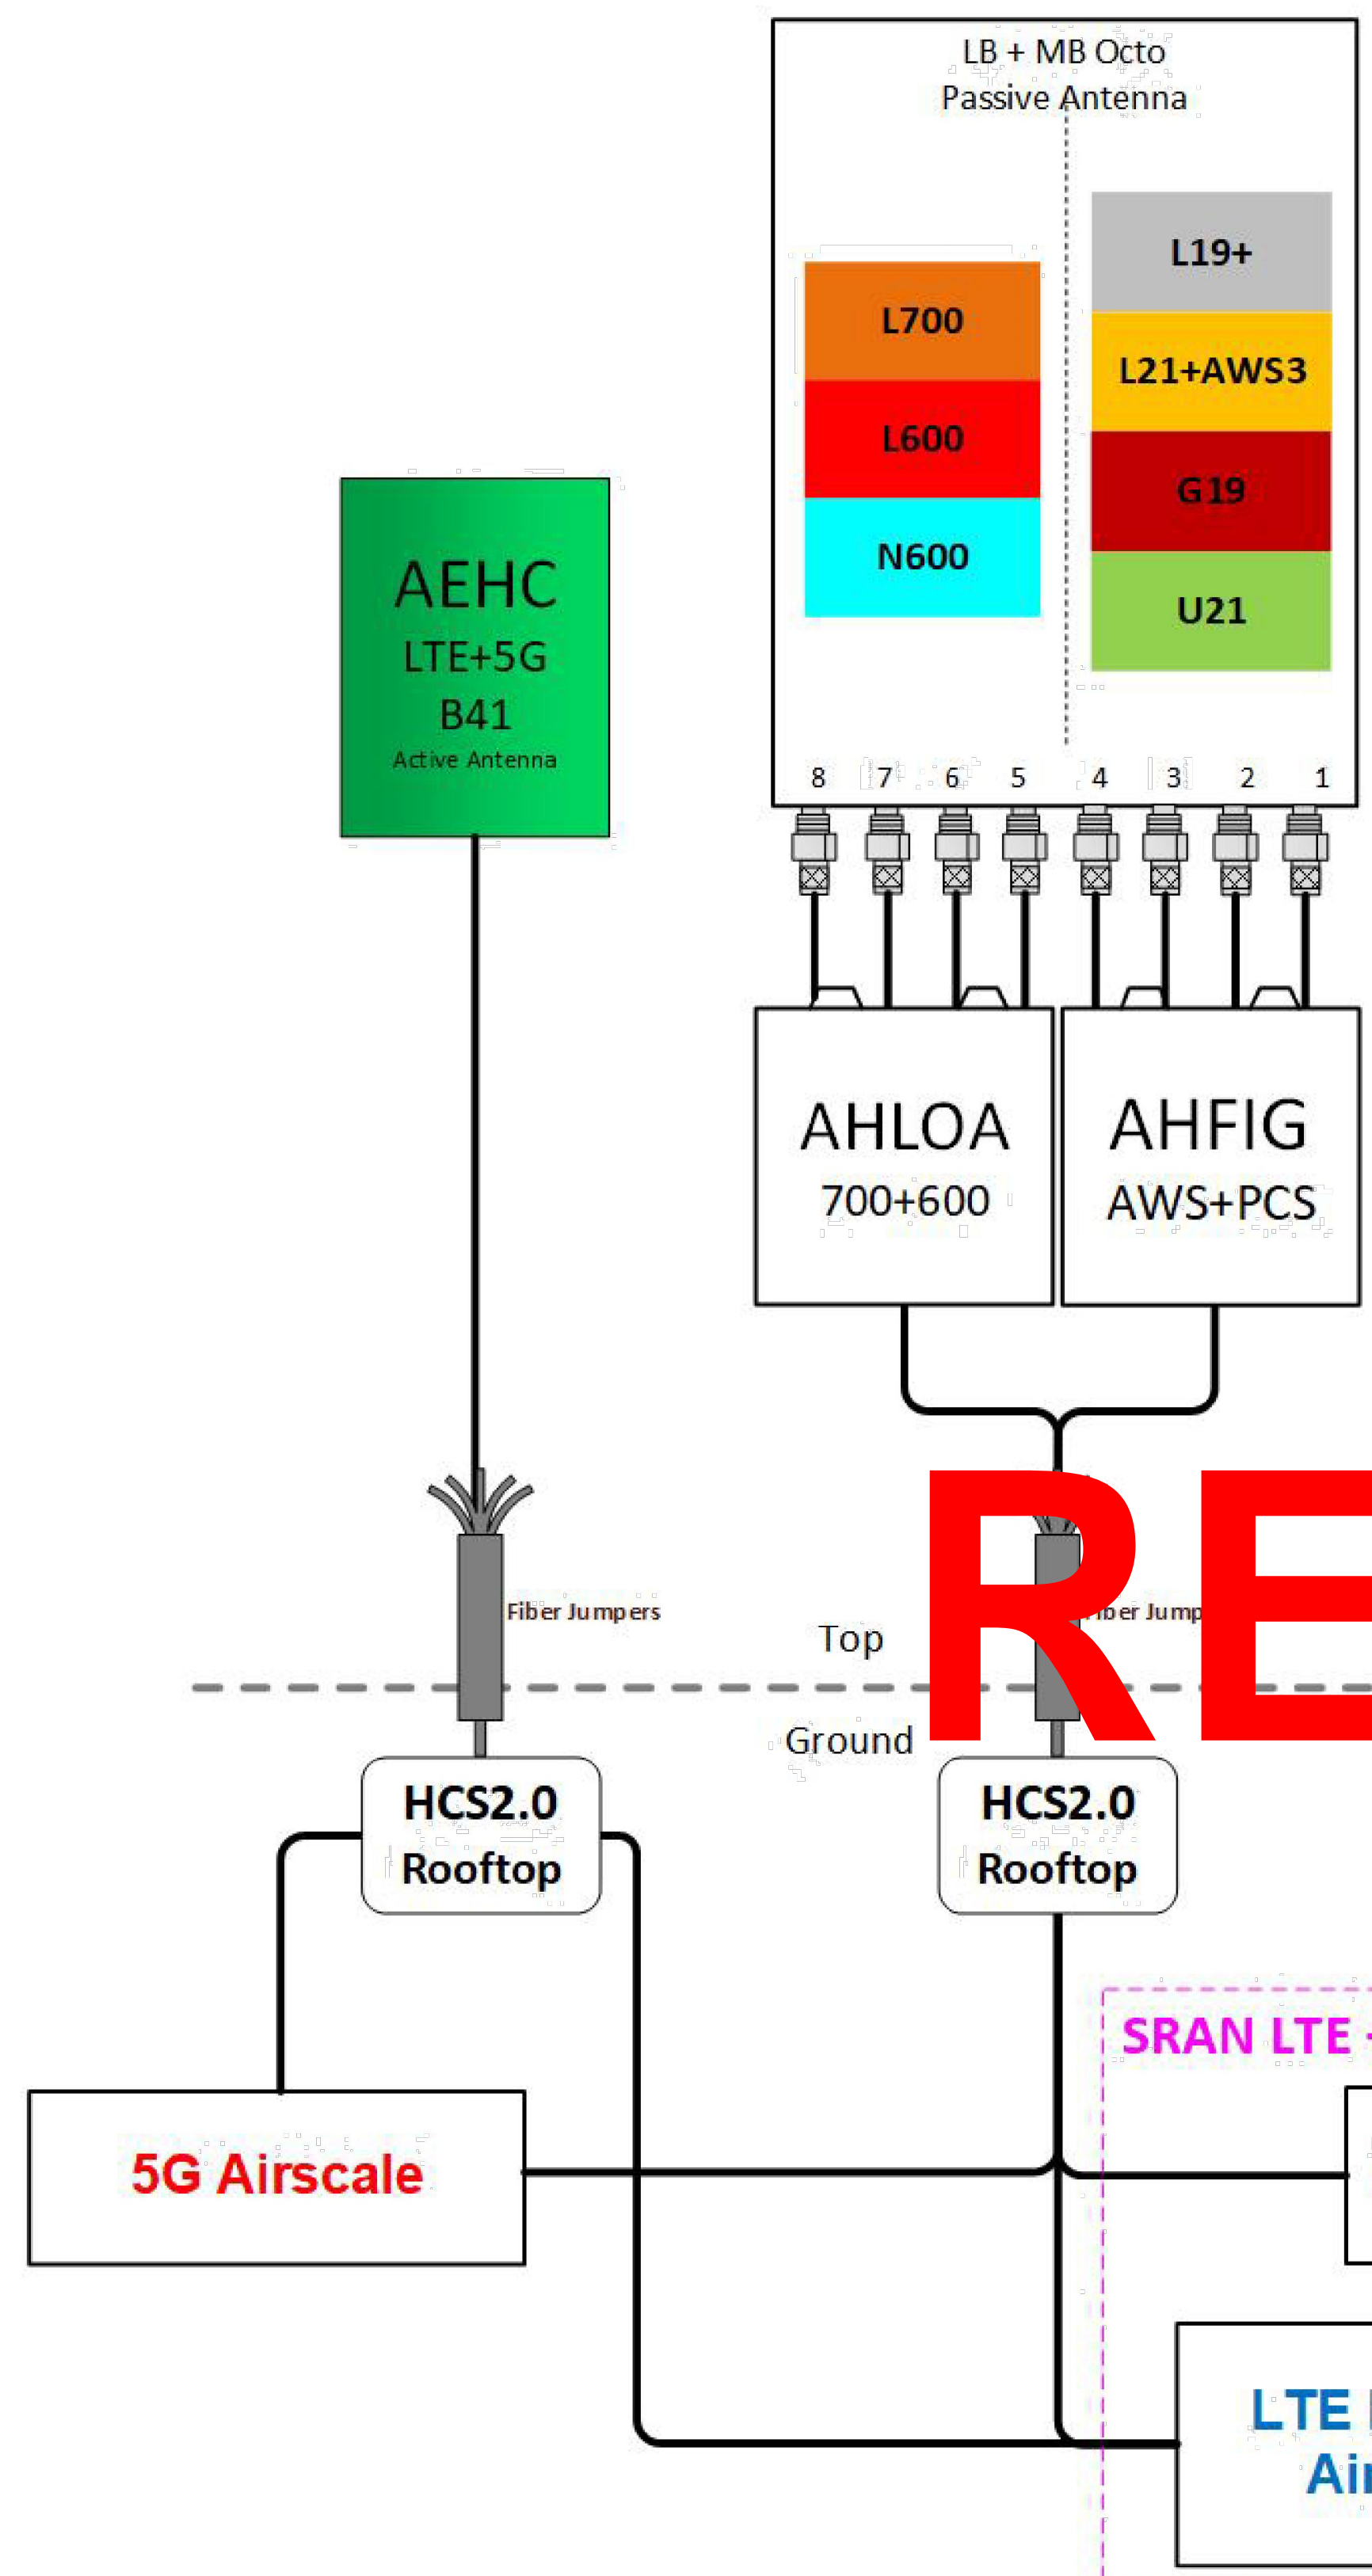 LB + MB Octo
Passive Antenna
L19+
L700
L21+AWS3
L600
G19
N600
U21
AEHC
LTE+5G
B41
Active Antenna
8 7 6 5 4 3 2 1
AHLOA
700+600
AHFIG
AWS+PCS
RE
Fiber Jumpers
Top
Ground
HCS2.0
Rooftop
HCS2.0
Rooftop
SRAN LTE
5G Airscale
LTE